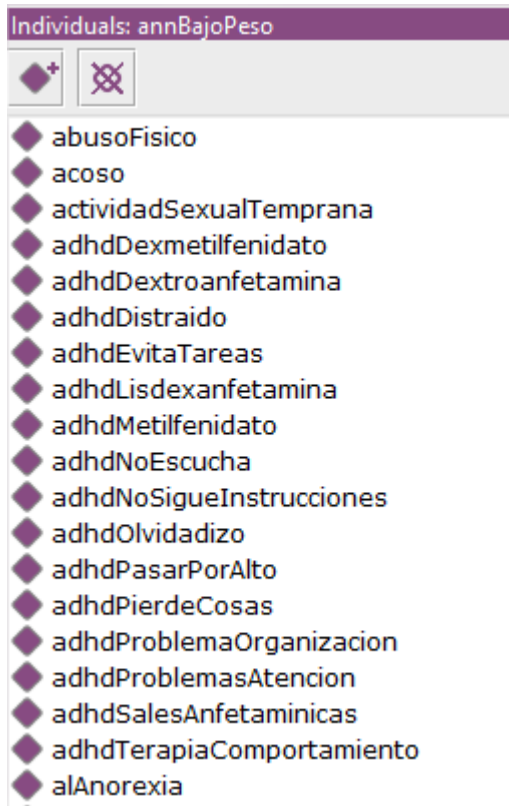 Individuals: annBajoPeso
abusoFisico
acoso
actividadSexualTemprana
adhdDexmetilfenidato
adhdDextroanfetamina
adhdDistraido
adhdEvitaTareas
adhdLisdexanfetamina
adhdMetilfenidato
adhdNoEscucha
adhdNoSigueInstrucciones
adhdOlvidadizo
adhdPasarPorAlto
adhdPierdeCosas
adhdProblemaOrganizacion
adhdProblemasAtencion
adhdSalesAnfetaminicas
adhdTerapiaComportamiento
alAnorexia